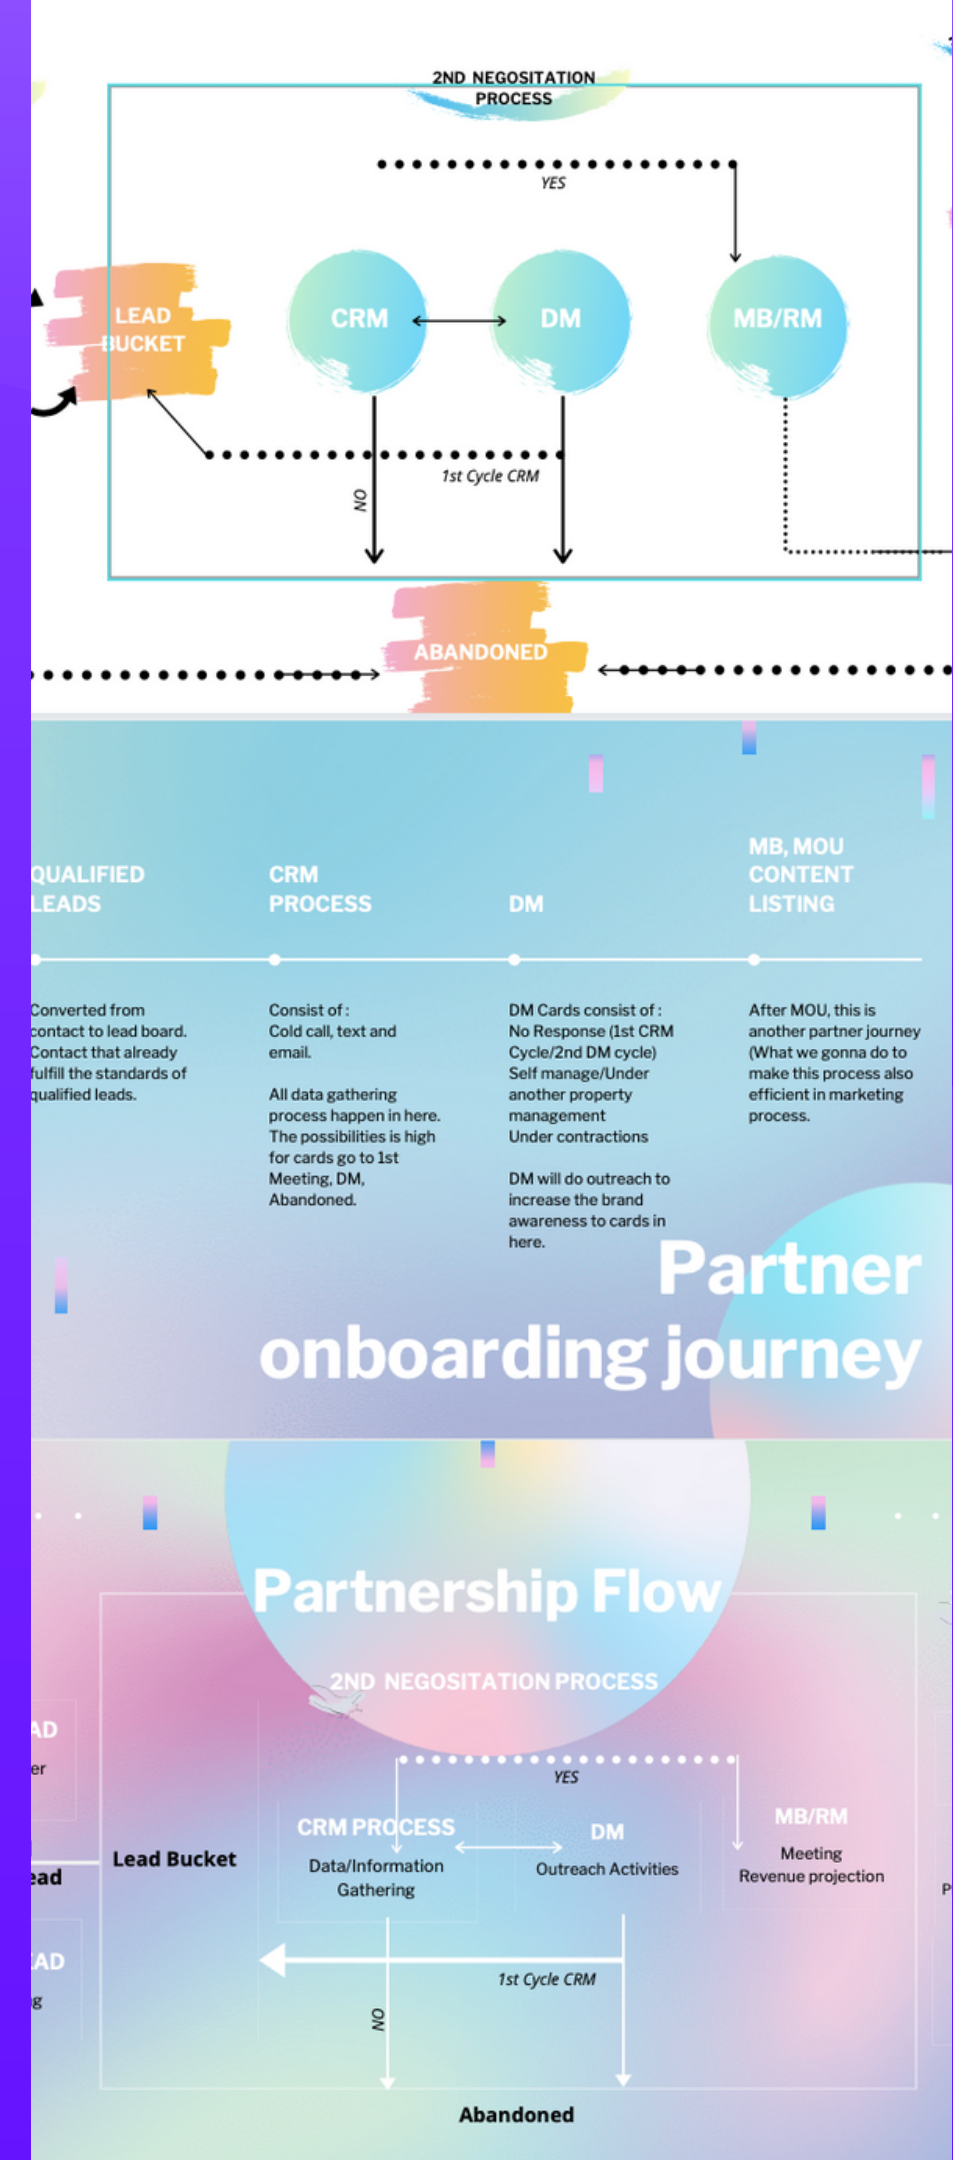 2ND NEGOSITATION
PROCESS
YES
LEAD
BUCKET
CRM
DM
MB/RM
1st Cycle CRM
NO
ABANDONED
QUALIFIED
LEADS
CRM
PROCESS
DM
MB, MOU
CONTENT
LISTING
Converted from
contact to lead board.
Contact that already
fulfill the standards of
qualified leads.
Consist of :
Cold call, text and
email.
All data gathering
process happen in here.
The possibilities is high
for cards go to 1st
Meeting, DM,
Abandoned.
DM Cards consist of :
No Response (1st CRM
Cycle/2nd DM cycle)
Self manage/Under
another property
management
Under contractions
DM will do outreach to
increase the brand
awareness to cards in
here.
After MOU, this is
another partner journey
(What we gonna do to
make this process also
efficient in marketing
process.
Partner
onboarding journey
Partnership Flow
2ND NEGOSITATION PROCESS
YES
AD
er
CRM PROCESS
Data/Information
Gathering
DM
Outreach Activities
MB/RM
Meeting
Revenue projection
Lead Bucket
ead
P
EAD
g
1st Cycle CRM
NO
Abandoned